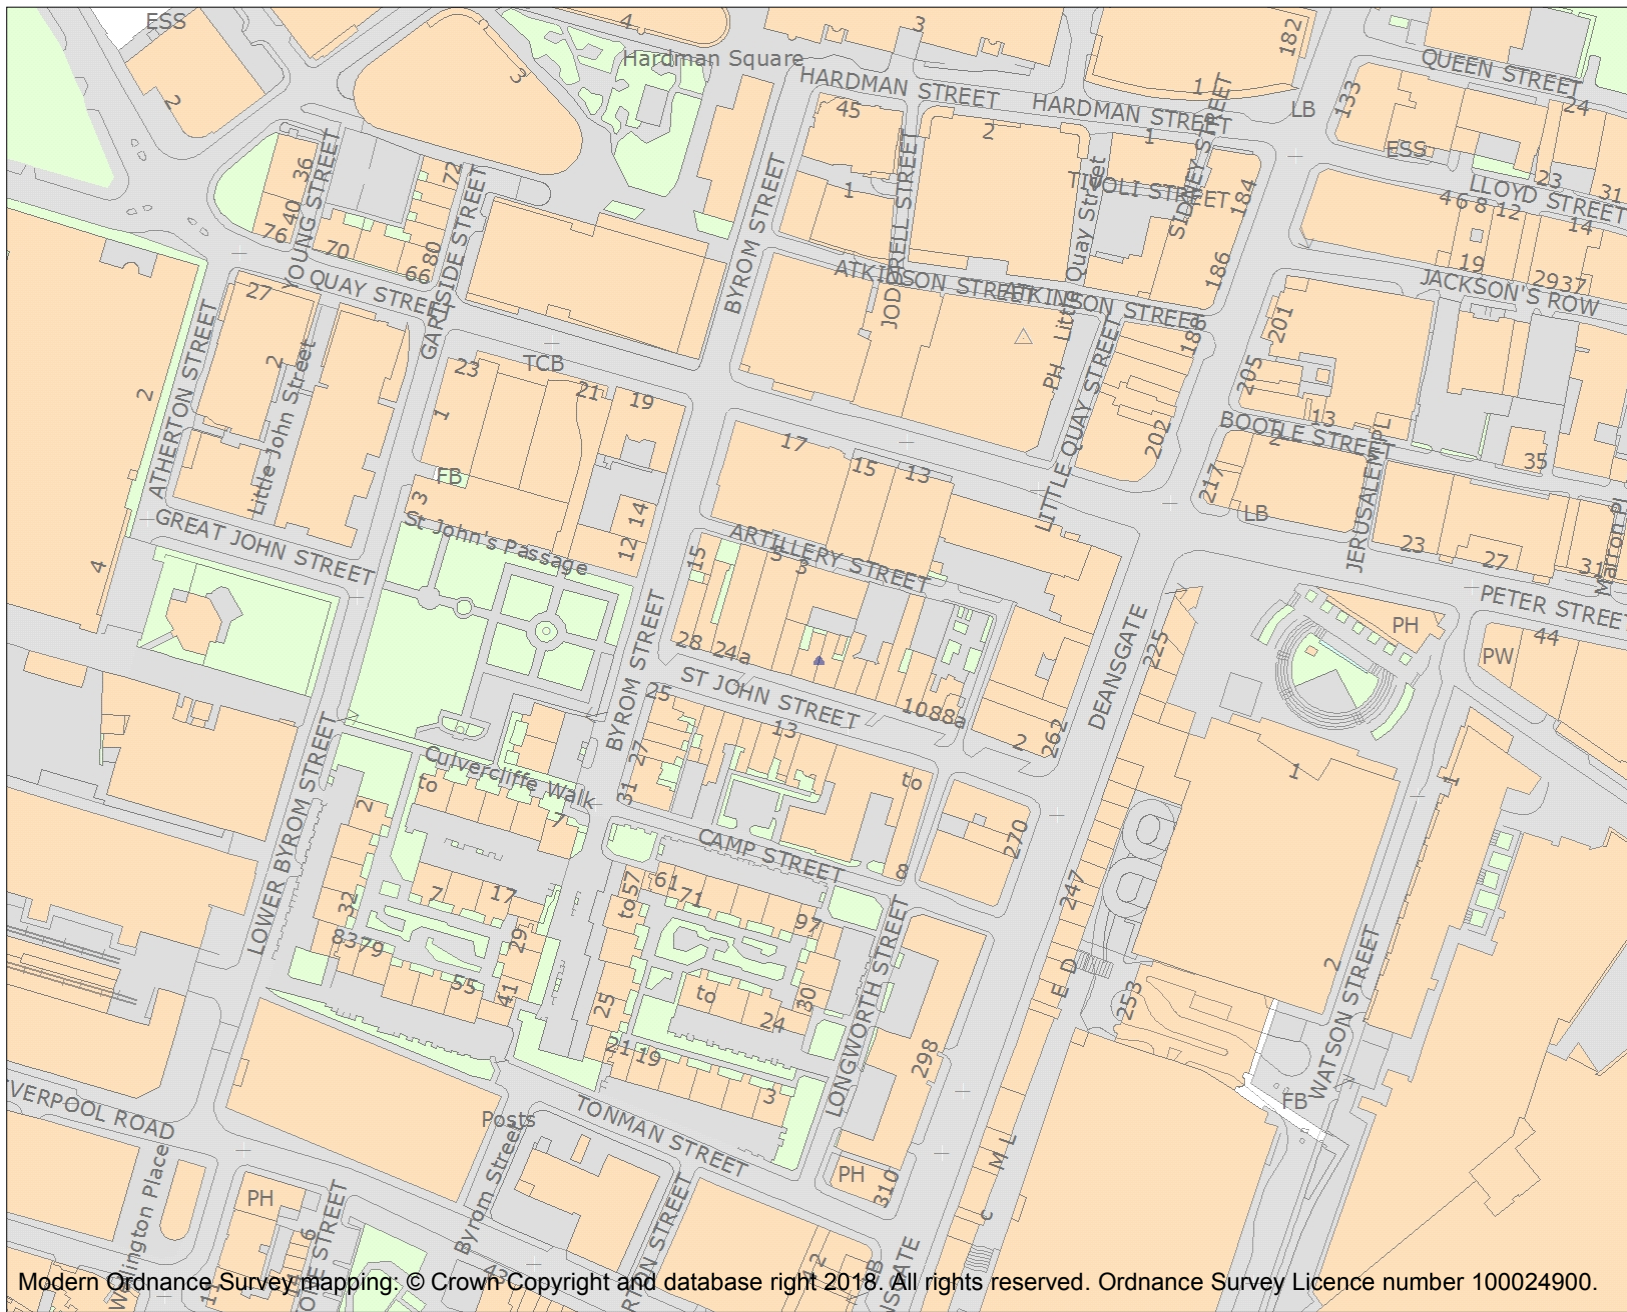 ESS
4
3
182
Hardman Square
3
2
QUEEN STREET
HARDMAN STREET
HARDMAN STREET
1
133
24
45
2
1
LB
ESS
36
YOUNG STREET
72
GARTSIDE STREET
BYROM STREET
1
JODDRELL STREET
Little Quay Street
TIVOLI STREET
SIDNEY STREET
184
23
LLOYD STREET
31
4 6 8 12
14
40
76
70
80
66
QUAY STREET
27
ATKINSON STREET
ATKINSON STREET
186
19
2937
JACKSON'S ROW
188
201
2
2
ATHERTON STREET
Little John Street
TCB
23
21
19
1
PH
LITTLE QUAY STREET
205
BOOTLE STREET
13
2
202
35
17
15
13
FB
3
217
LB
JERUSALEM PL
GREAT JOHN STREET
St John's Passage
14
12
ARTILLERY STREET
15
3
5
23
27
31
Marron Pl
PETER STREET
4
BYROM STREET
28
24a
ST JOHN STREET
1088a
DEANSGATE
225
PH
44
PW
25
13
2
262
27
31
Culvercliffe Walk
to
7
to
1
1
2
LOWER BYROM STREET
CAMP STREET
8
270
247
32
7
17
to57
61
71
97
29
8379
55
41
25
to
24
30
LONGWORTH STREET
E D
253
2
WATSON STREET
298
21
19
3
FB
LIVERPOOL ROAD
Posts
TONMAN STREET
M L
Byrom Street
PH
310
c
Wellington Place
PH
6
2
43
11
Modern Ordnance Survey mapping: © Crown Copyright and database right 2018. All rights reserved. Ordnance Survey Licence number 100024900.